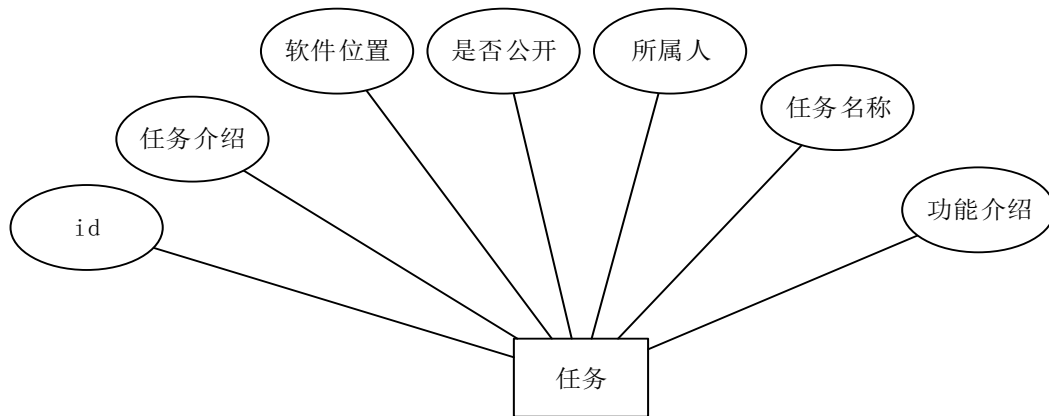 软件位置
是否公开
所属人
任务名称
任务介绍
功能介绍
id
任务